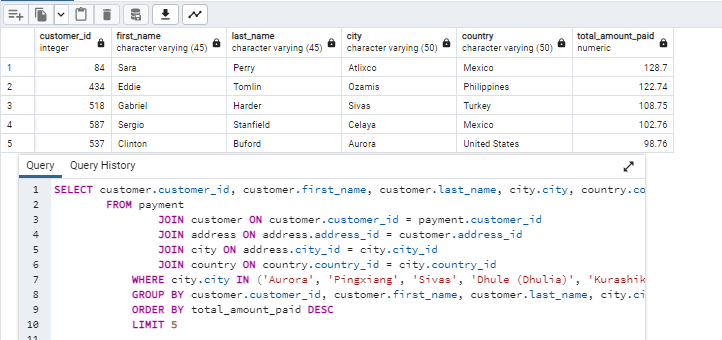 customer_id first_name last_name city country total_amount_paid
integer character varying (45) character varying (45) character varying (50) character varying (50) numeric
1 84 Sara Perry Atlixco Mexico 128.7
2 434 Eddie Tomlin Ozamis Philippines 122.74
3 518 Gabriel Harder Sivas Turkey 108.75
4 587 Sergio Stanfield Celaya Mexico 102.76
5 537 Clinton Buford Aurora United States 98.76
Query Query History
1 SELECT customer.customer_id, customer.first_name, customer.last_name, city.city, country.co
2 FROM payment
3 JOIN customer ON customer.customer_id = payment.customer_id
4 JOIN address ON address.address_id = customer.address_id
5 JOIN city ON address.city_id = city.city_id
6 JOIN country ON country.country_id = city.country_id
7 WHERE city.city IN ('Aurora', 'Pingxiang', 'Sivas', 'Dhule (Dhulia)', 'Kurashik
8 GROUP BY customer.customer_id, customer.first_name, customer.last_name, city.ci
9 ORDER BY total_amount_paid DESC
10 LIMIT 5
11